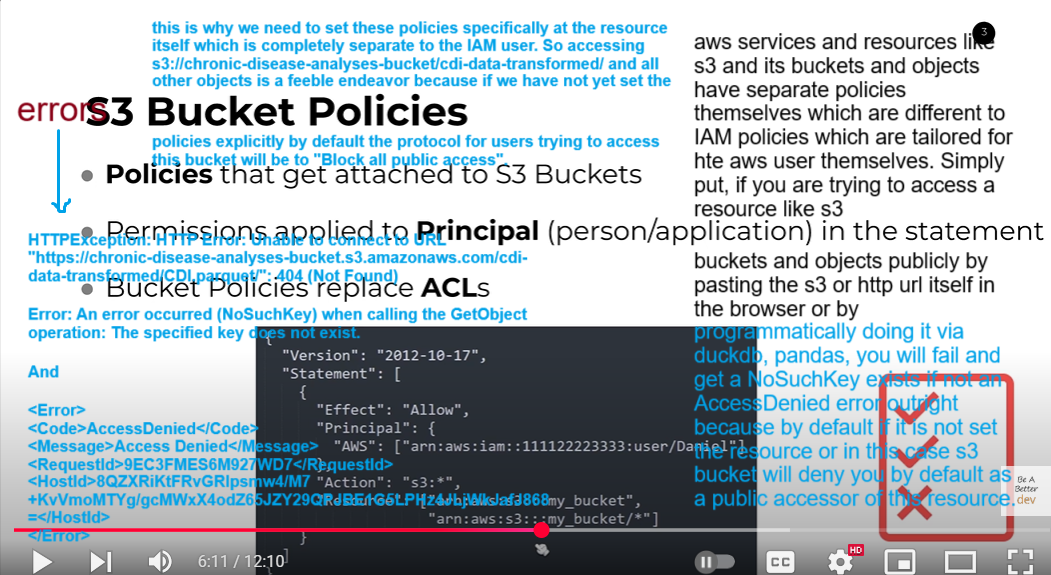 this is why we need to set these policies specifically at the resource
itself which is completely separate to the IAM user. So accessing
s3://chronic-disease-analyses-bucket/cdi-data-transformed/ and all
other objects is a feeble endeavor because if we have not yet set the
errors
S3 Bucket Policies
policies explicitly by default the protocol for users trying to access
this bucket will be to "Block all public access".
Policies that get attached to S3 Buckets
Permissions applied to Principal (person/application) in the statement
HTTPException: HTTP Error: Unable to connect to URL
"https://chronic-disease-analyses-bucket.s3.amazonaws.com/cdi-
data-transformed/CDI.parquet/": 404 (Not Found)
Bucket Policies replace ACLs
Error: An error occurred (NoSuchKey) when calling the GetObject
operation: The specified key does not exist.
And
<Error>
<Code>AccessDenied</Code>
<Message>Access Denied</Message>
<RequestId>9EC3FMES6M927WD7</RequestId>
+KvVmoMTYg/gcMWxX4odZ65JZY29
=</HostId>
</Error>
{
"Version": "2012-10-17",
"Statement": [
{
"Effect": "Allow",
"Principal": {
"AWS": ["arn:aws:iam::111122223333:user/Daniel"]
},
"Action": "s3:*",
"Resource": ["arn:aws:s3:::my_bucket",
"arn:aws:s3:::my_bucket/*"]
}
]
3
aws services and resources like
s3 and its buckets and objects
have separate policies
themselves which are different to
IAM policies which are tailored for
hte aws user themselves. Simply
put, if you are trying to access a
resource like s3
buckets and objects publicly by
pasting the s3 or http url itself in
the browser or by
programmatically doing it via
duckdb, pandas, you will fail and
get a NoSuchKey exists if not an
AccessDenied error outright
because by default if it is not set
the resource or in this case s3
bucket will deny you by default as
a public accessor of this resource.
Be A
Better
.dev
6:11 / 12:10
CC
HD